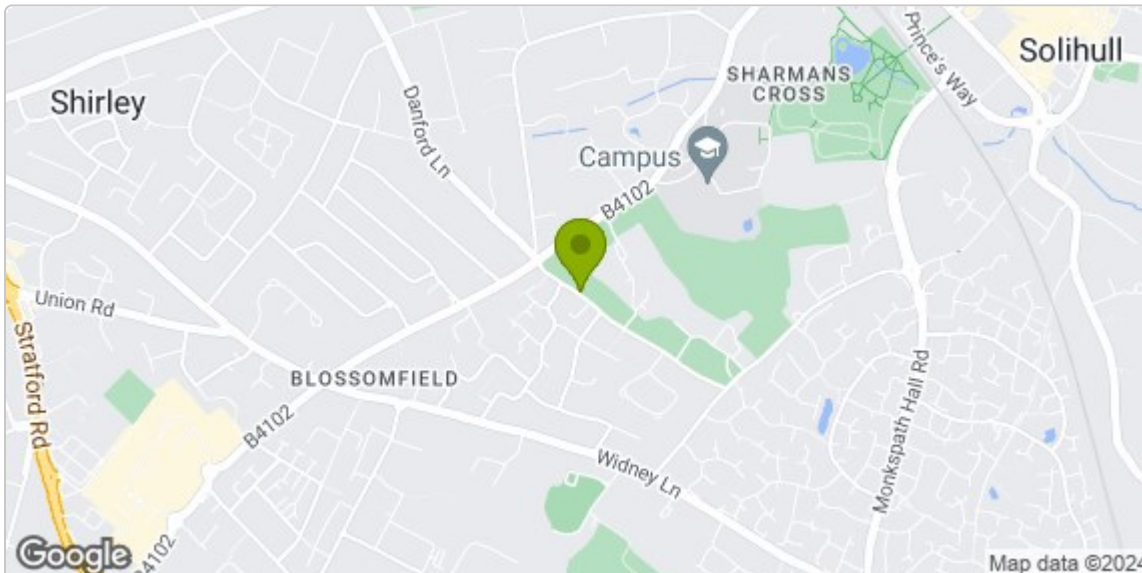 Solihull
Prince's Way
SHARMANS
CROSS
Shirley
Danford Ln
Campus
B4102
Union Rd
Stratford Rd
BLOSSOMFIELD
B4102
Monkspath Hall Rd
Widney Ln
B4102
Google
Map data ©2024